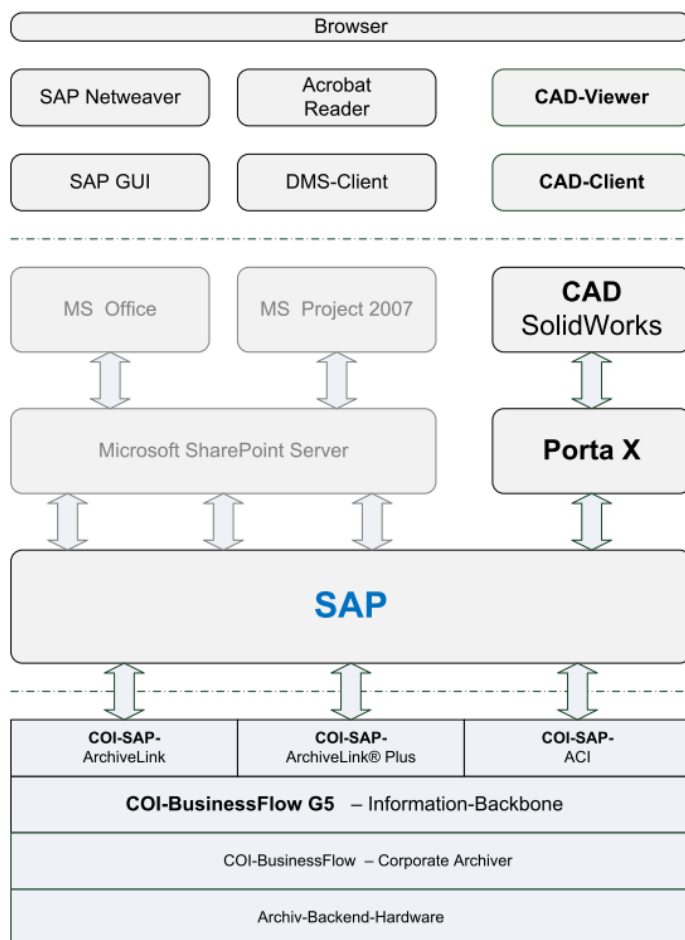 Browser
SAP Netweaver
Acrobat
Reader
CAD-Viewer
SAP GUI
DMS-Client
CAD-Client
MS Office
MS Project 2007
CAD
SolidWorks
Microsoft SharePoint Server
Porta X
SAP
COI-SAP-
ArchiveLink
COI-SAP-
ArchiveLink® Plus
COI-SAP-
ACI
COI-BusinessFlow G5 – Information-Backbone
COI-BusinessFlow – Corporate Archiver
Archiv-Backend-Hardware